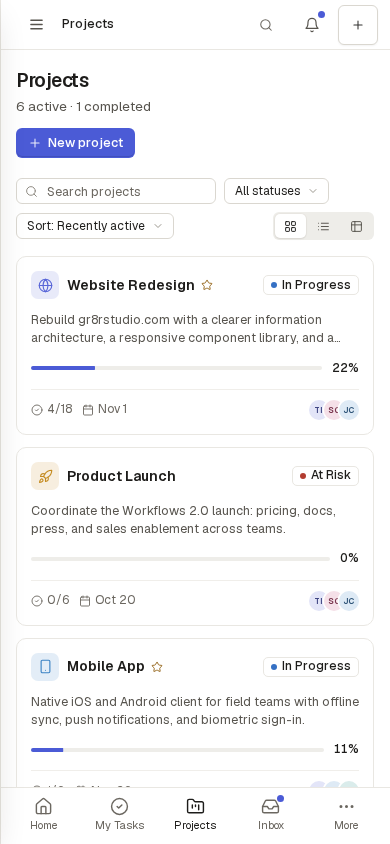 Projects
Projects
6 active · 1 completed
New project
Search projects
All statuses
Sort: Recently active
Website Redesign
In Progress
Rebuild gr8rstudio.com with a clearer information
architecture, a responsive component library, and a...
22%
4/18 Nov 1
TI SC JC
Product Launch
At Risk
Coordinate the Workflows 2.0 launch: pricing, docs,
press, and sales enablement across teams.
0%
0/6 Oct 20
TI SC JC
Mobile App
In Progress
Native iOS and Android client for field teams with offline
sync, push notifications, and biometric sign-in.
11%
Home My Tasks Projects Inbox More